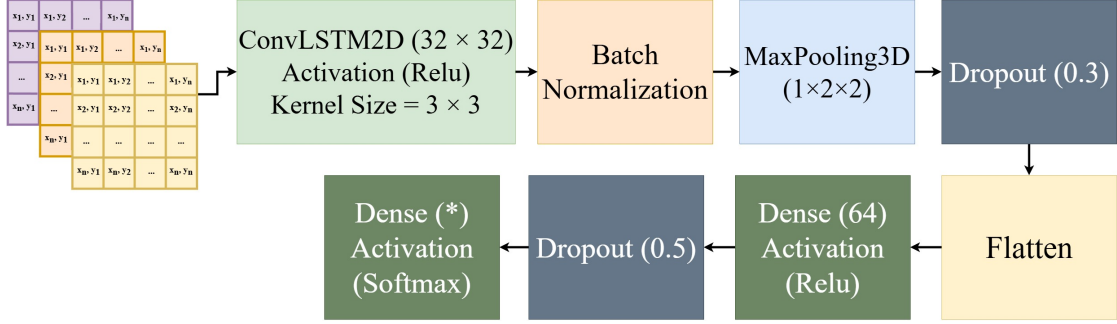 x₁, y₁ x₁, y₂ ... x₁, yₙ
x₂, y₁ x₁, y₁ x₁, y₂ ... x₁, yₙ
... x₂, y₁ x₁, y₁ x₁, y₂ ... x₁, yₙ
xₙ, y₁ ... x₂, y₁ x₂, y₂ ... x₂, yₙ
xₙ, y₁ ... ... ... ...
xₙ, y₁ xₙ, y₂ ... xₙ, yₙ
ConvLSTM2D (32 × 32)
Activation (Relu)
Kernel Size = 3 × 3
Batch
Normalization
MaxPooling3D
(1×2×2)
Dropout (0.3)
Flatten
Dense (64)
Activation
(Relu)
Dropout (0.5)
Dense (*)
Activation
(Softmax)